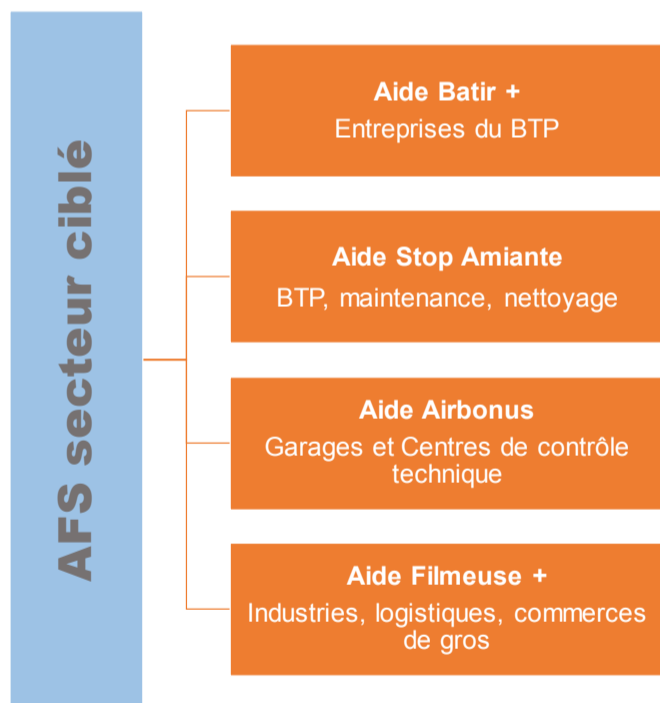 AFS secteur ciblé
Aide Batir +
Entreprises du BTP
Aide Stop Amiante
BTP, maintenance, nettoyage
Aide Airbonus
Garages et Centres de contrôle
technique
Aide Filmeuse +
Industries, logistiques, commerces
de gros